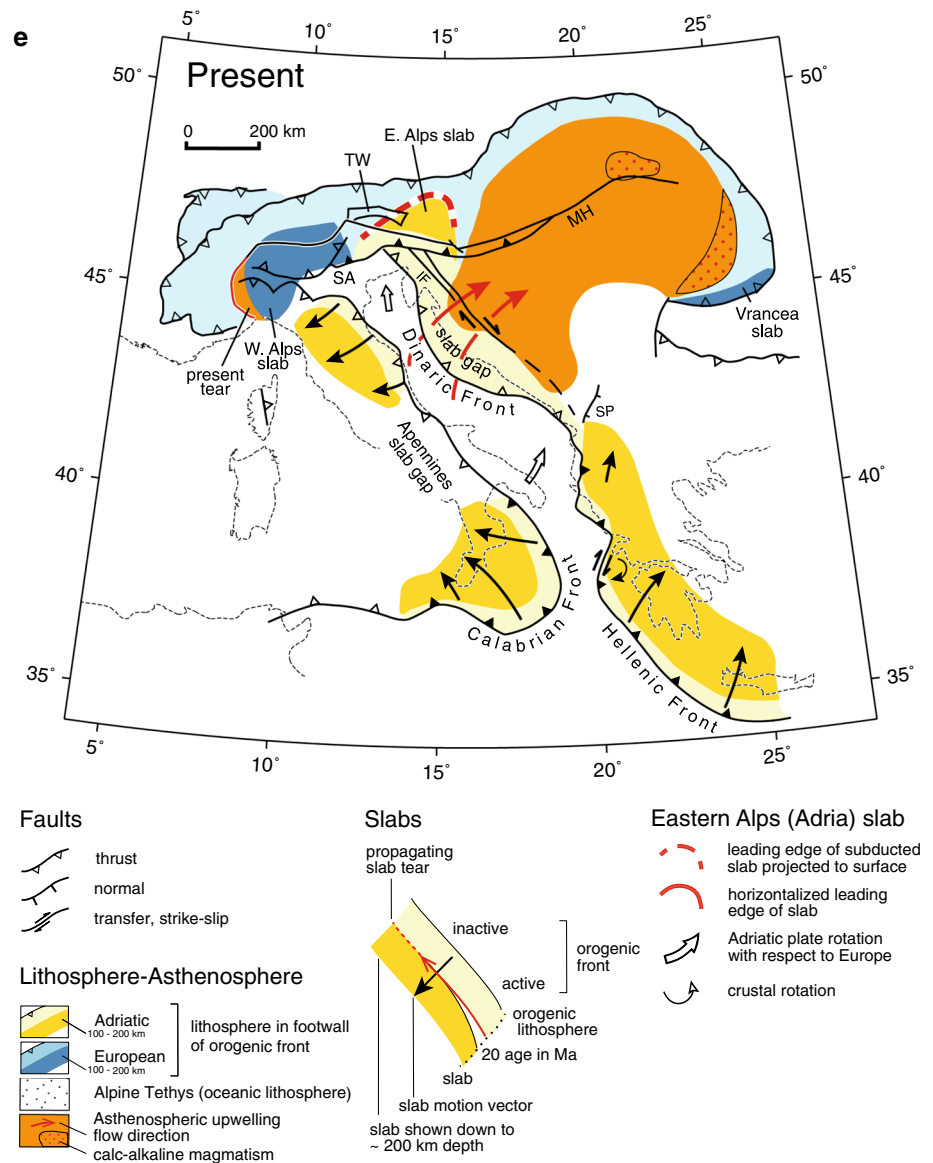 e
5°
10°
15°
20°
25°
50°
50°
Present
0 200 km
E. Alps slab
TW
MH
45°
45°
SA
IF
slab gap
Vrancea
slab
W. Alps
slab
present
tear
Dinaric Front
SP
Apennines
slab gap
40°
40°
Calabrian Front
Hellenic Front
35°
35°
5°
10°
15°
20°
25°
Faults
thrust
normal
transfer, strike-slip
Lithosphere-Asthenosphere
Adriatic
100 - 200 km
European
100 - 200 km
lithosphere in footwall
of orogenic front
Alpine Tethys (oceanic lithosphere)
Asthenospheric upwelling
flow direction
calc-alkaline magmatism
Slabs
propagating
slab tear
inactive
active
orogenic
front
orogenic
lithosphere
20 age in Ma
slab
slab motion vector
slab shown down to
~ 200 km depth
Eastern Alps (Adria) slab
leading edge of subducted
slab projected to surface
horizontalized leading
edge of slab
Adriatic plate rotation
with respect to Europe
crustal rotation